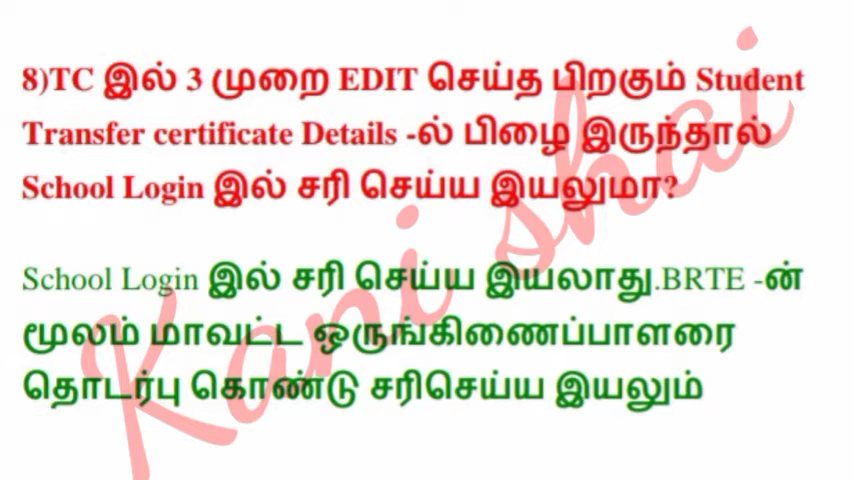 8)TC இல் 3 முறை EDIT செய்த பிறகும் Student
Transfer certificate Details -ல் பிழை இருந்தால்
School Login இல் சரி செய்ய இயலுமா?
School Login இல் சரி செய்ய இயலாது.BRTE -ன்
மூலம் மாவட்ட ஒருங்கிணைப்பாளரை
தொடர்பு கொண்டு சரிசெய்ய இயலும்
Kani shai